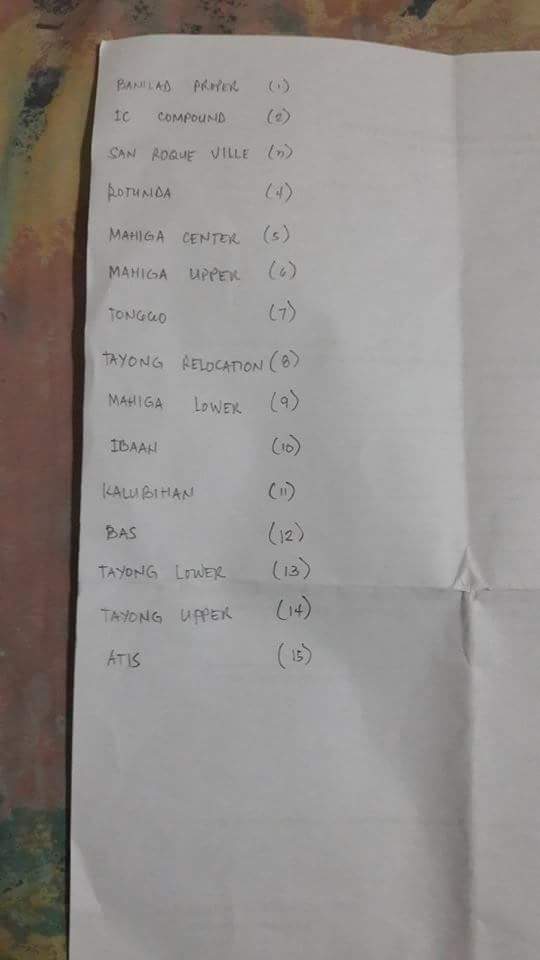 BANILAD PROPER (1)
IC COMPOUND (2)
SAN ROQUE VILLE (3)
ROTUNDA (4)
MAHIGA CENTER (5)
MAHIGA UPPER (6)
TONGGO (7)
TAYONG RELOCATION (8)
MAHIGA LOWER (9)
IBAAN (10)
KALUBIHAN (11)
BAS (12)
TAYONG LOWER (13)
TAYONG UPPER (14)
ATIS (15)